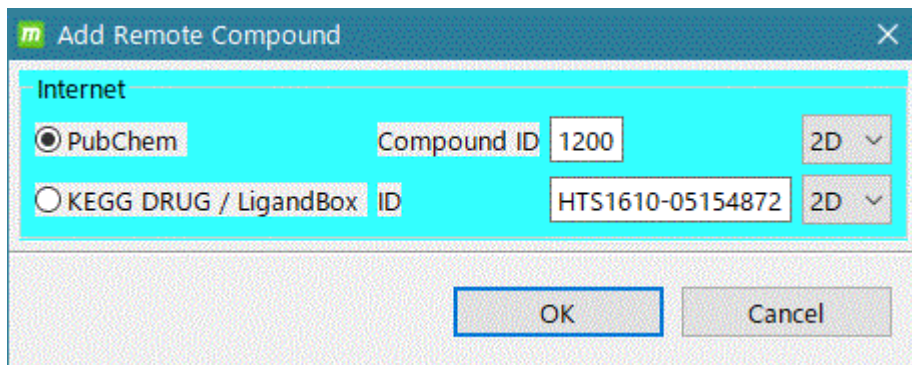 m Add Remote Compound
Internet
PubChem Compound ID 1200 2D
KEGG DRUG / LigandBox ID HTS1610-05154872 2D
OK Cancel